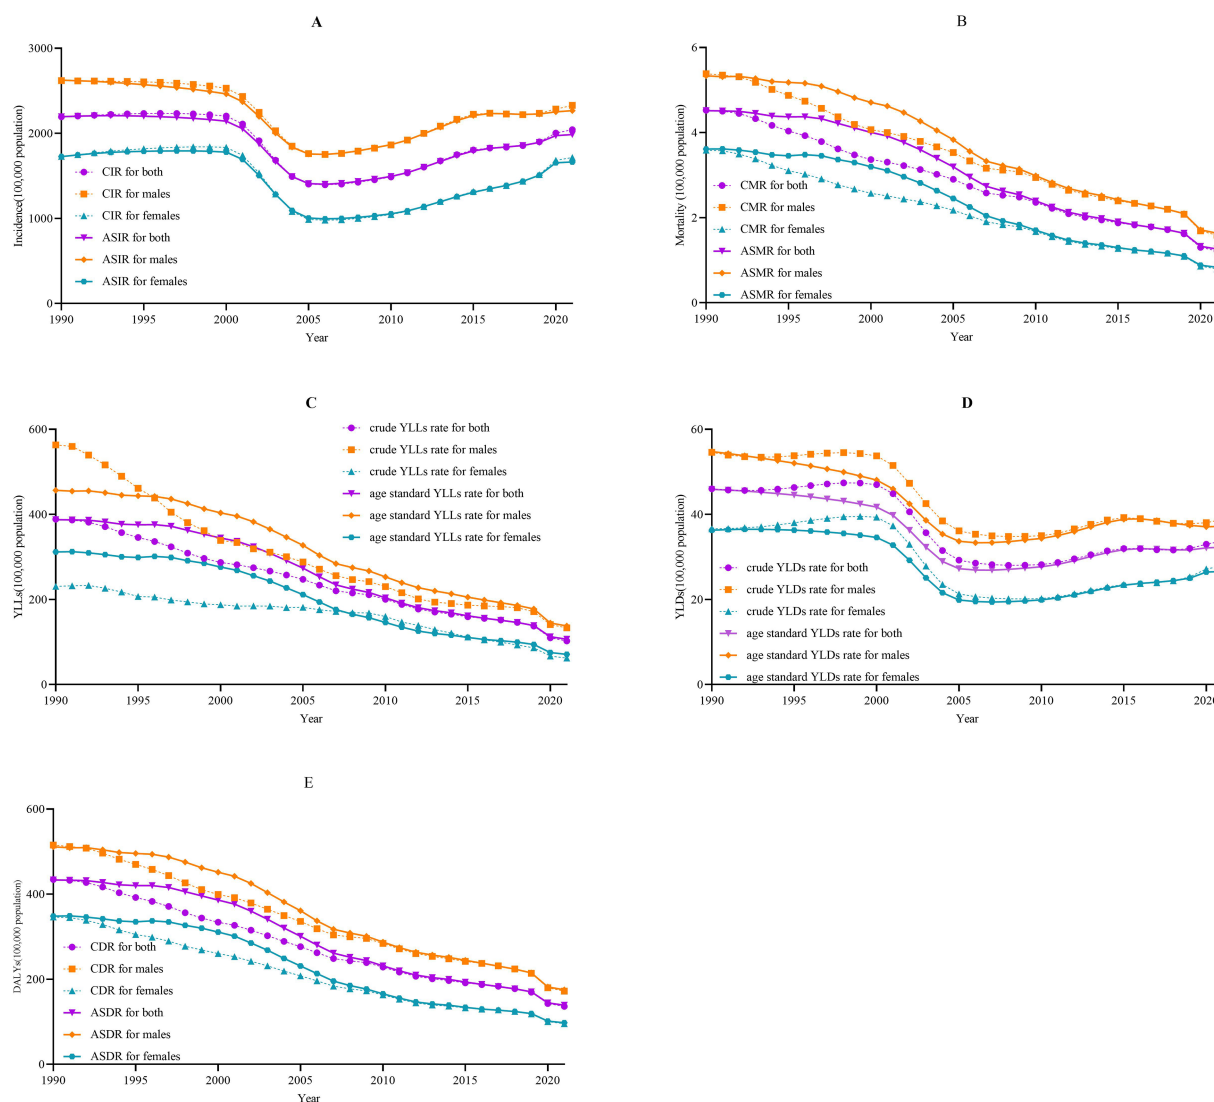 A
Incidence(100,000 population)
3000
2000
1000
0
CIR for both
CIR for males
CIR for females
ASIR for both
ASIR for males
ASIR for females
1990 1995 2000 2005 2010 2015 2020
Year
B
Mortality (100,000 population)
6
4
2
0
CMR for both
CMR for males
CMR for females
ASMR for both
ASMR for males
ASMR for females
1990 1995 2000 2005 2010 2015 2020
Year
C
YLLs(100,000 population)
600
400
200
0
crude YLLs rate for both
crude YLLs rate for males
crude YLLs rate for females
age standard YLLs rate for both
age standard YLLs rate for males
age standard YLLs rate for females
1990 1995 2000 2005 2010 2015 2020
Year
D
YLDs(100,000 population)
60
40
20
0
crude YLDs rate for both
crude YLDs rate for males
crude YLDs rate for females
age standard YLDs rate for both
age standard YLDs rate for males
age standard YLDs rate for females
1990 1995 2000 2005 2010 2015 2020
Year
E
DALYs(100,000 population)
600
400
200
0
CDR for both
CDR for males
CDR for females
ASDR for both
ASDR for males
ASDR for females
1990 1995 2000 2005 2010 2015 2020
Year